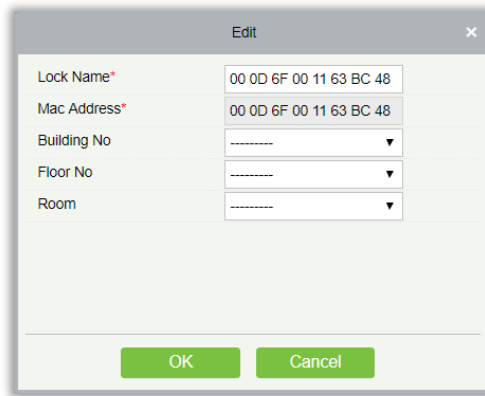 Edit ×
Lock Name* 00 0D 6F 00 11 63 BC 48
Mac Address* 00 0D 6F 00 11 63 BC 48
Building No ---------
Floor No ---------
Room ---------
OK Cancel